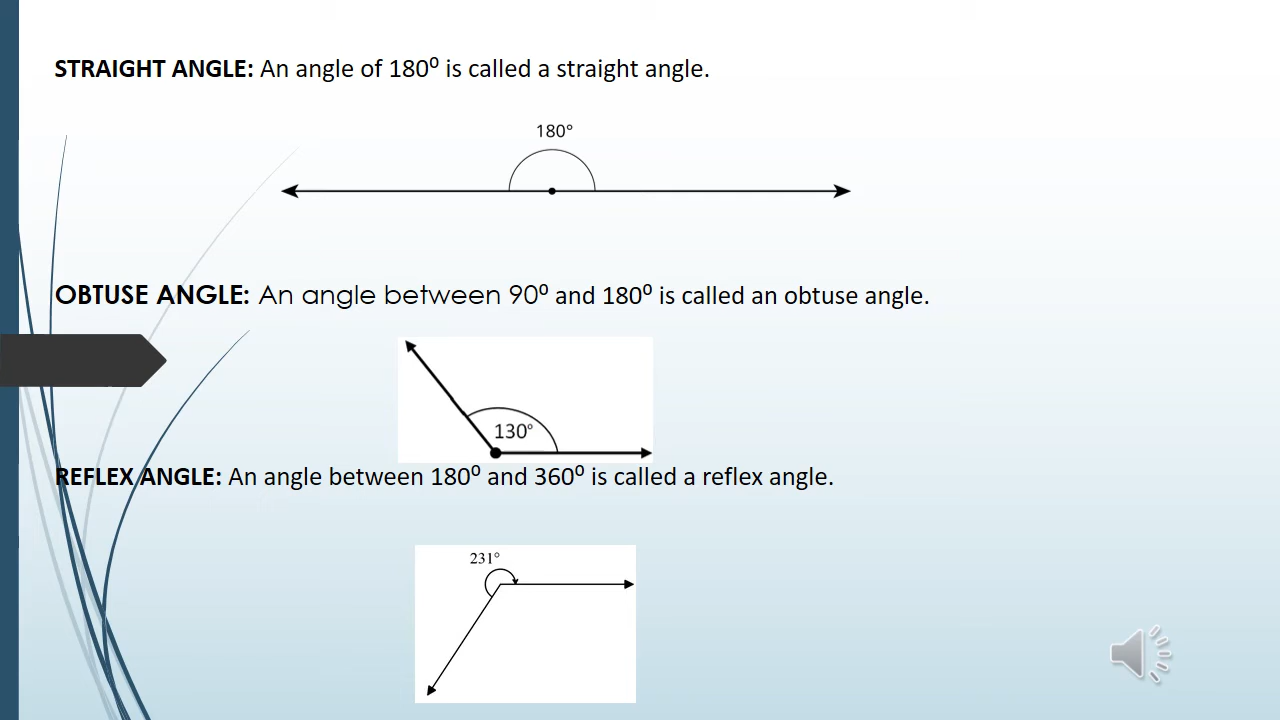 STRAIGHT ANGLE: An angle of 180⁰ is called a straight angle.
180°
OBTUSE ANGLE: An angle between 90⁰ and 180⁰ is called an obtuse angle.
130°
REFLEX ANGLE: An angle between 180⁰ and 360⁰ is called a reflex angle.
231°